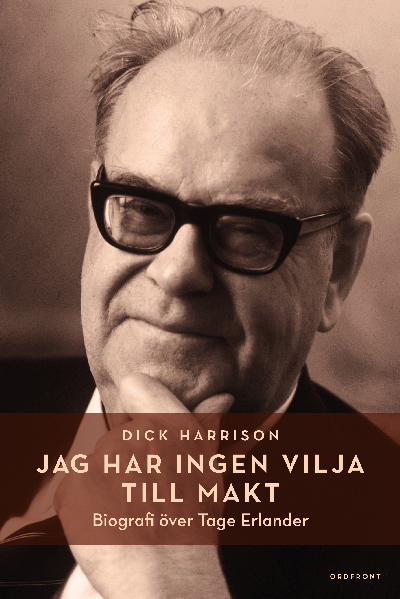 DICK HARRISON
JAG HAR INGEN VILJA
TILL MAKT
Biografi över Tage Erlander
ORDFRONT